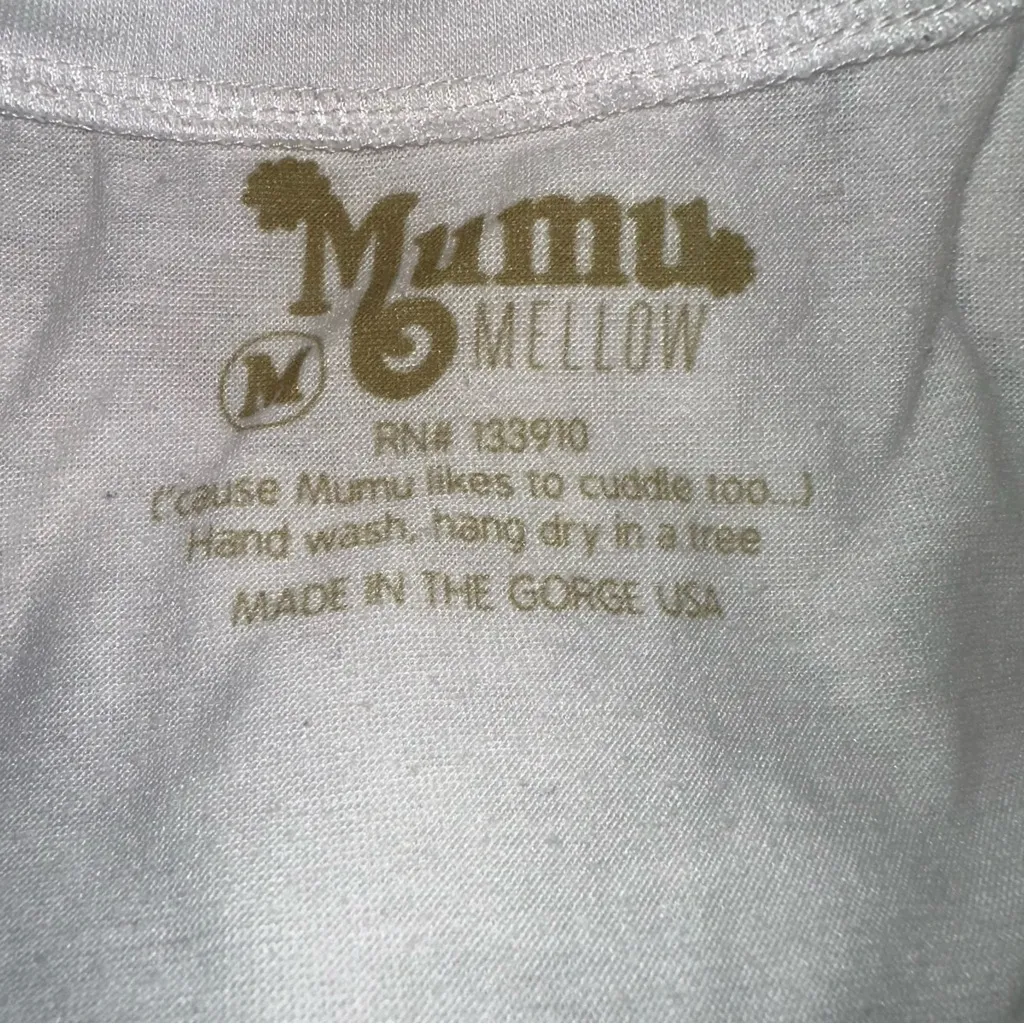 Mumu
MELLOW
M
RN# 133910
('cause Mumu likes to cuddle too...)
Hand wash, hang dry in a tree
MADE IN THE GORGE USA